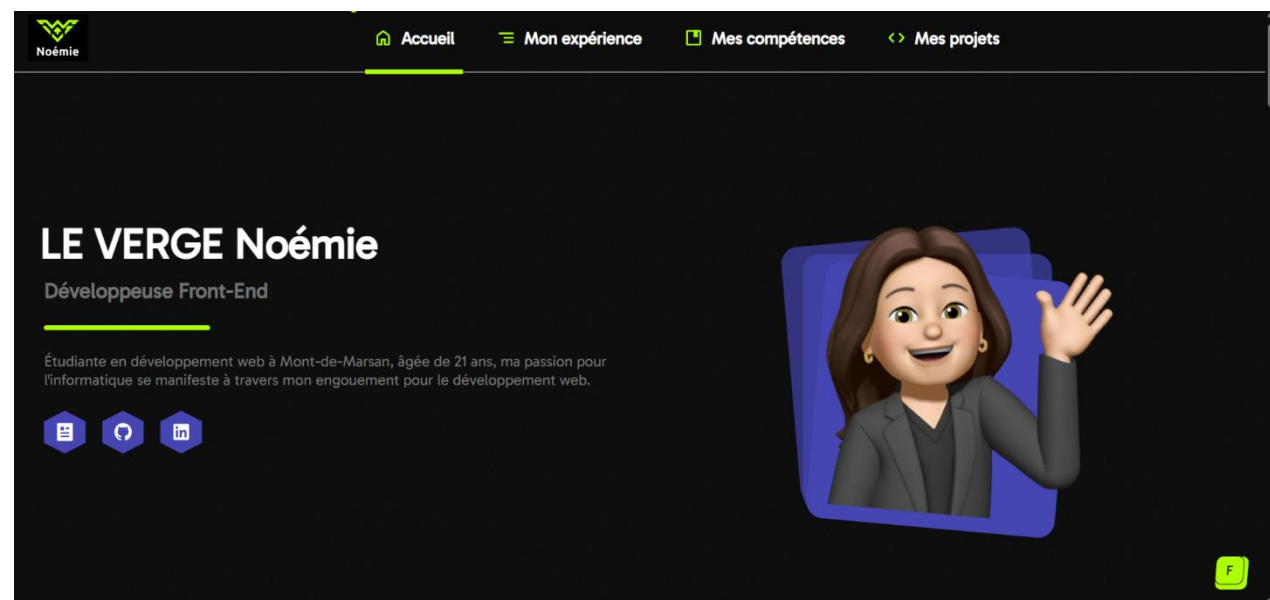 Noémie
Accueil
Mon expérience
Mes compétences
Mes projets
LE VERGE Noémie
Développeuse Front-End
Étudiante en développement web à Mont-de-Marsan, âgée de 21 ans, ma passion pour
l'informatique se manifeste à travers mon engouement pour le développement web.
in
F